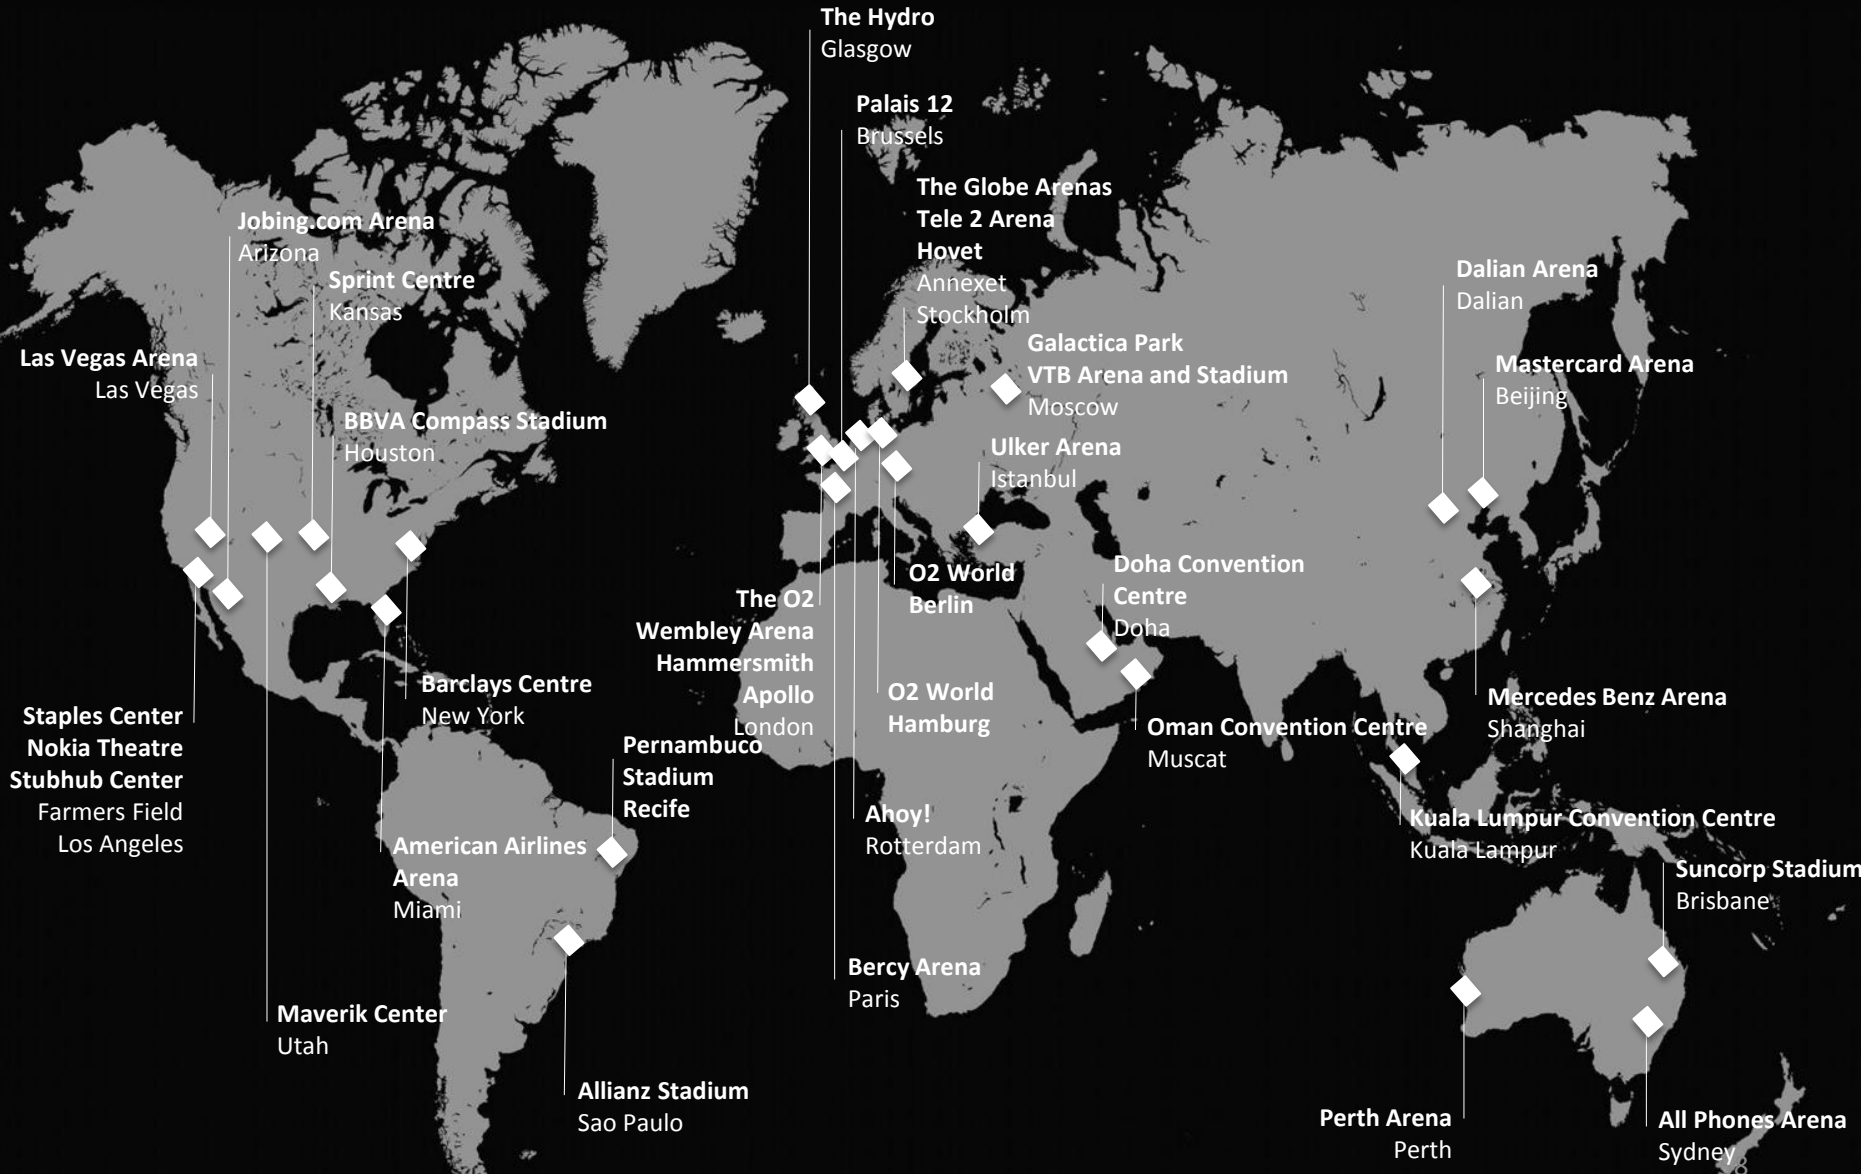 The Hydro
Glasgow
Palais 12
Brussels
The Globe Arenas
Tele 2 Arena
Hovet
Annexet
Stockholm
Jobing.com Arena
Arizona
Sprint Centre
Kansas
Las Vegas Arena
Las Vegas
BBVA Compass Stadium
Houston
Galactica Park
VTB Arena and Stadium
Moscow
Ulker Arena
Istanbul
Dalian Arena
Dalian
Mastercard Arena
Beijing
Doha Convention
Centre
Doha
O2 World
Berlin
The O2
Wembley Arena
Hammersmith
Apollo
London
O2 World
Hamburg
Barclays Centre
New York
Staples Center
Nokia Theatre
Stubhub Center
Farmers Field
Los Angeles
Pernambuco
Stadium
Recife
Oman Convention Centre
Muscat
Mercedes Benz Arena
Shanghai
Ahoy!
Rotterdam
Kuala Lumpur Convention Centre
Kuala Lampur
American Airlines
Arena
Miami
Suncorp Stadium
Brisbane
Bercy Arena
Paris
Maverik Center
Utah
Allianz Stadium
Sao Paulo
Perth Arena
Perth
All Phones Arena
Sydney